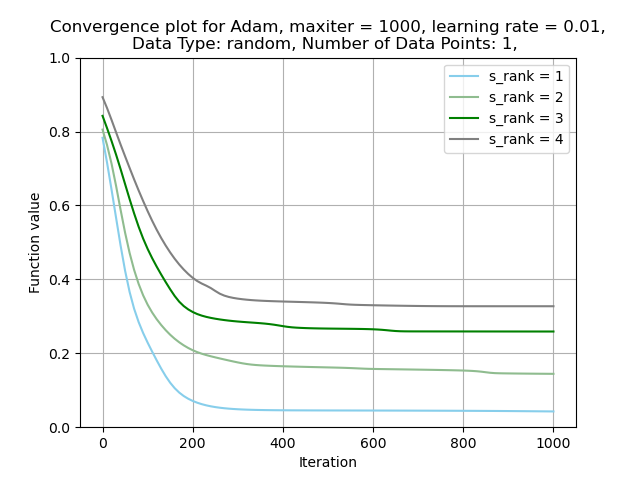 Convergence plot for Adam, maxiter = 1000, learning rate = 0.01,
Data Type: random, Number of Data Points: 1,
1.0
0.8
0.6
0.4
0.2
0.0
Function value
s_rank = 1
s_rank = 2
s_rank = 3
s_rank = 4
0 200 400 600 800 1000
Iteration